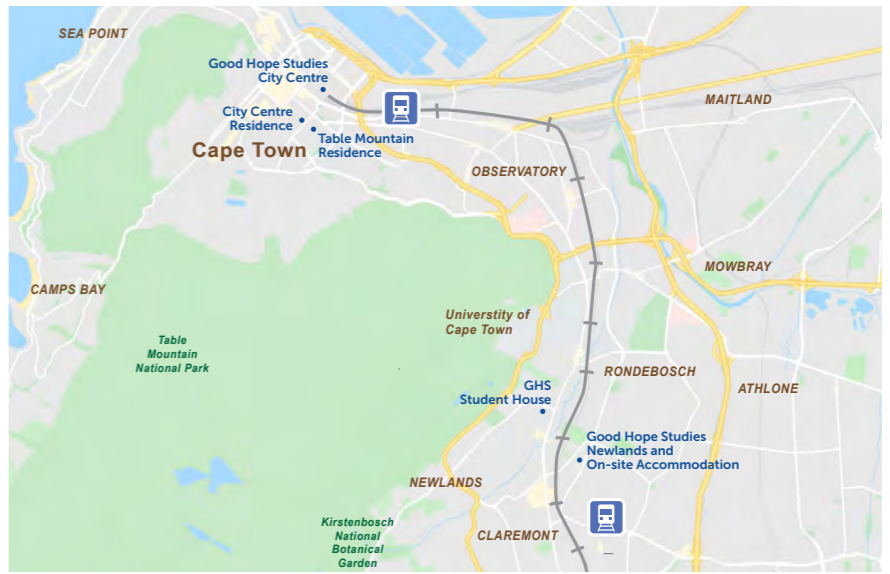 SEA POINT
Good Hope Studies
City Centre
MAITLAND
City Centre
Residence
Table Mountain
Residence
Cape Town
OBSERVATORY
MOWBRAY
CAMPS BAY
Universtity of
Cape Town
Table
Mountain
National Park
RONDEBOSCH
ATHLONE
GHS
Student House
Good Hope Studies
Newlands and
On-site Accommodation
NEWLANDS
Kirstenbosch
National
Botanical
Garden
CLAREMONT